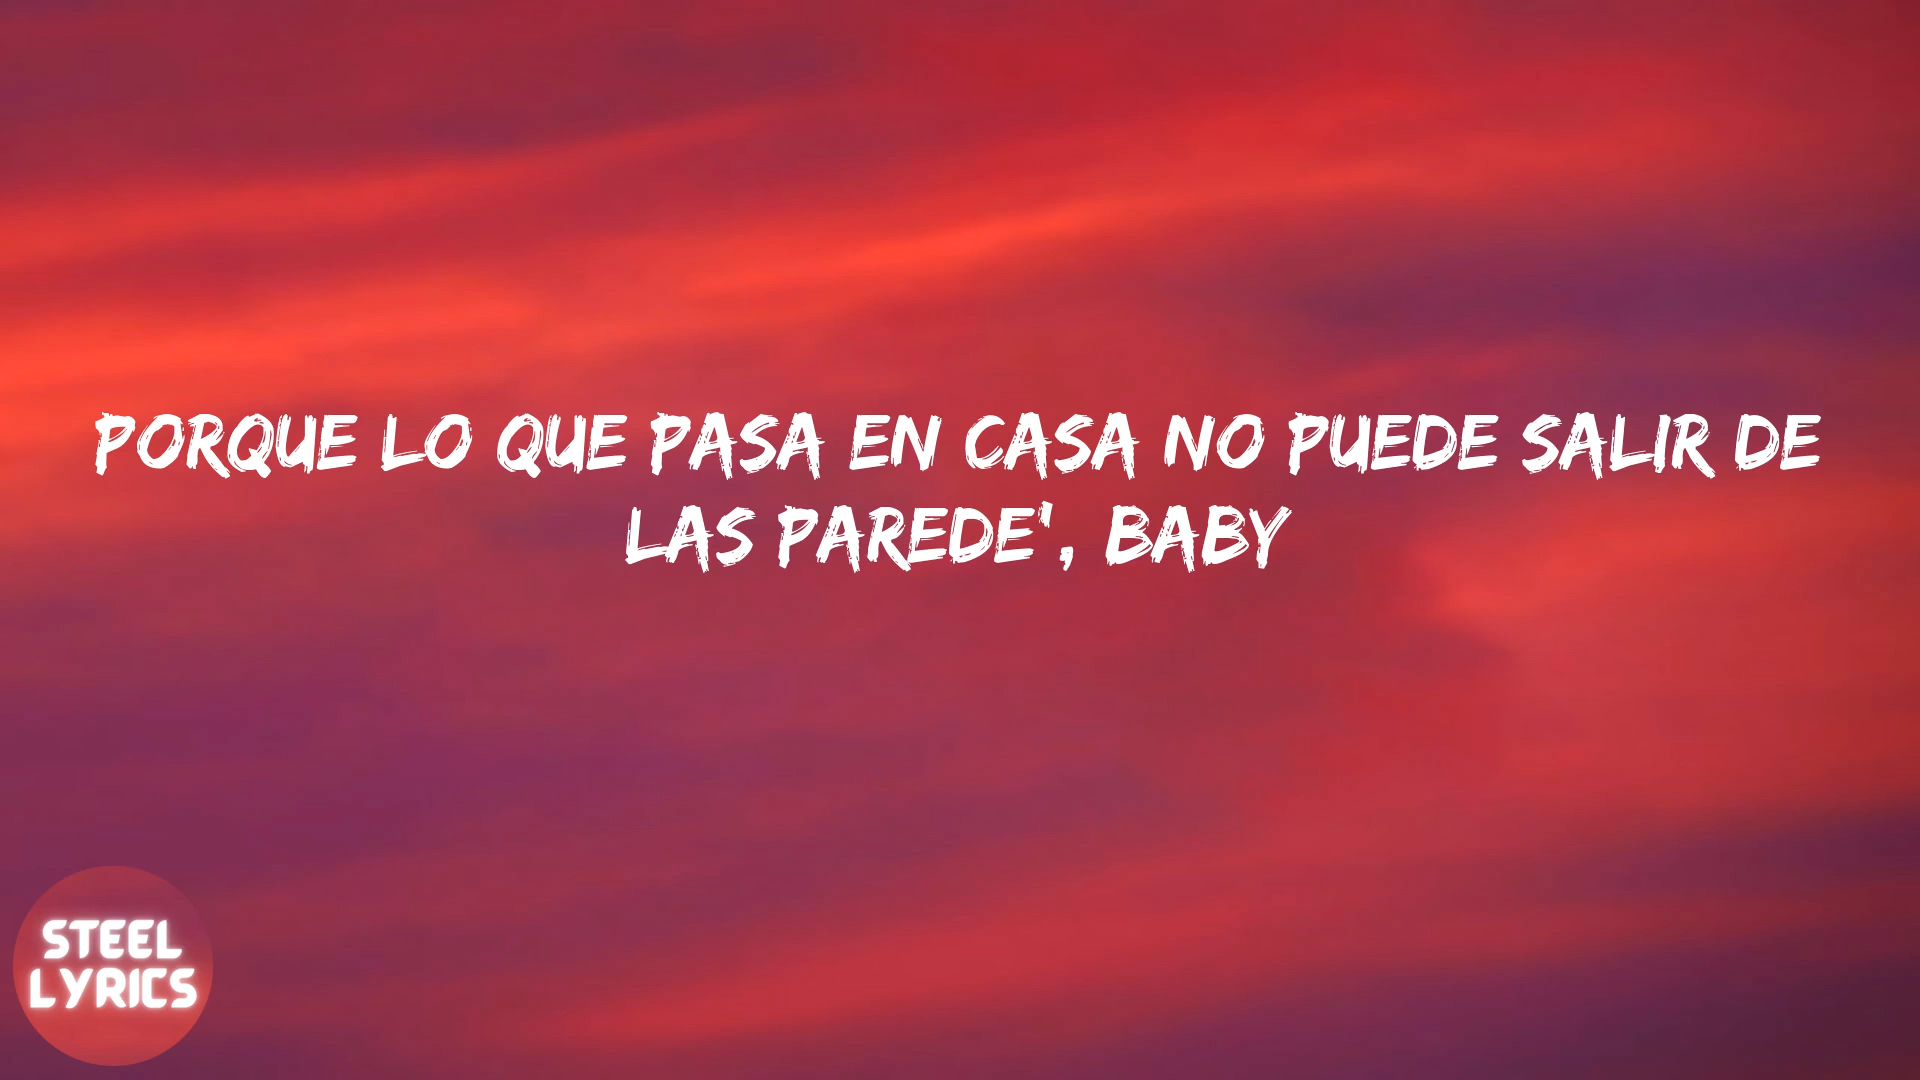 PORQUE LO QUE PASA EN CASA NO PUEDE SALIR DE
LAS PAREDE', BABY
STEEL
LYRICS